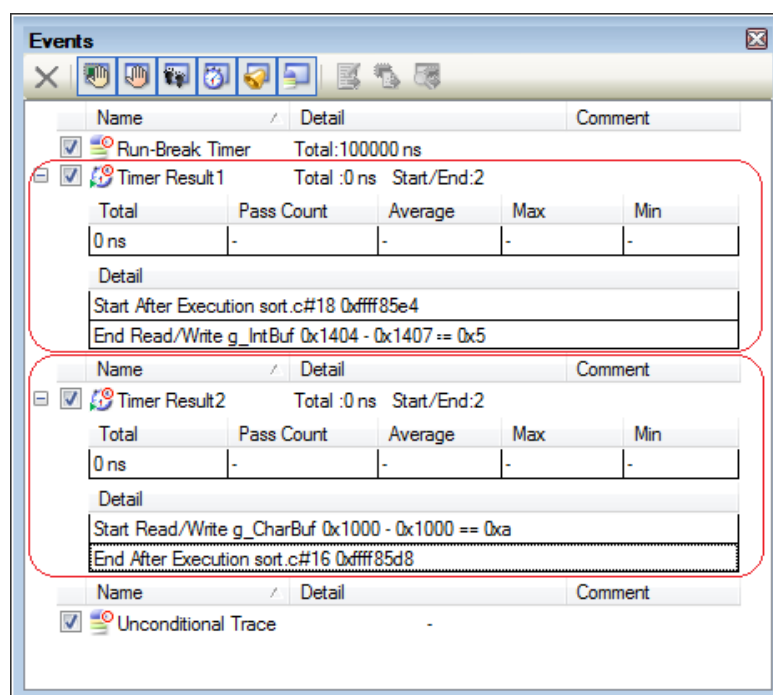 Events
Name Detail Comment
Run-Break Timer Total:100000 ns
Timer Result1 Total :0 ns Start/End:2
Total Pass Count Average Max Min
0 ns - - - -
Detail
Start After Execution sort.c#18 0xffff85e4
End Read/Write g_IntBuf 0x1404 - 0x1407 == 0x5
Name Detail Comment
Timer Result2 Total :0 ns Start/End:2
Total Pass Count Average Max Min
0 ns - - - -
Detail
Start Read/Write g_CharBuf 0x1000 - 0x1000 == 0xa
End After Execution sort.c#16 0xffff85d8
Name Detail Comment
Unconditional Trace -